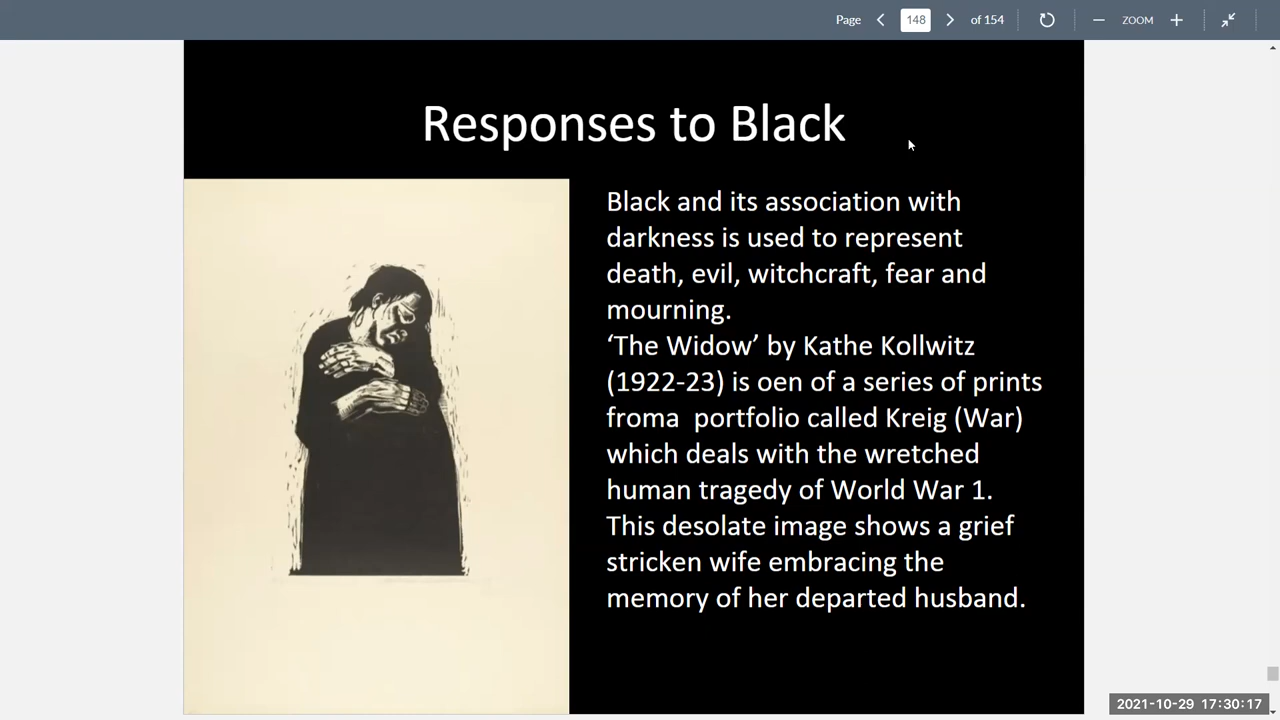 Page 148 of 154 ZOOM
Responses to Black
Black and its association with
darkness is used to represent
death, evil, witchcraft, fear and
mourning.
‘The Widow’ by Kathe Kollwitz
(1922-23) is oen of a series of prints
froma  portfolio called Kreig (War)
which deals with the wretched
human tragedy of World War 1.
This desolate image shows a grief
stricken wife embracing the
memory of her departed husband.
2021-10-29 17:30:17